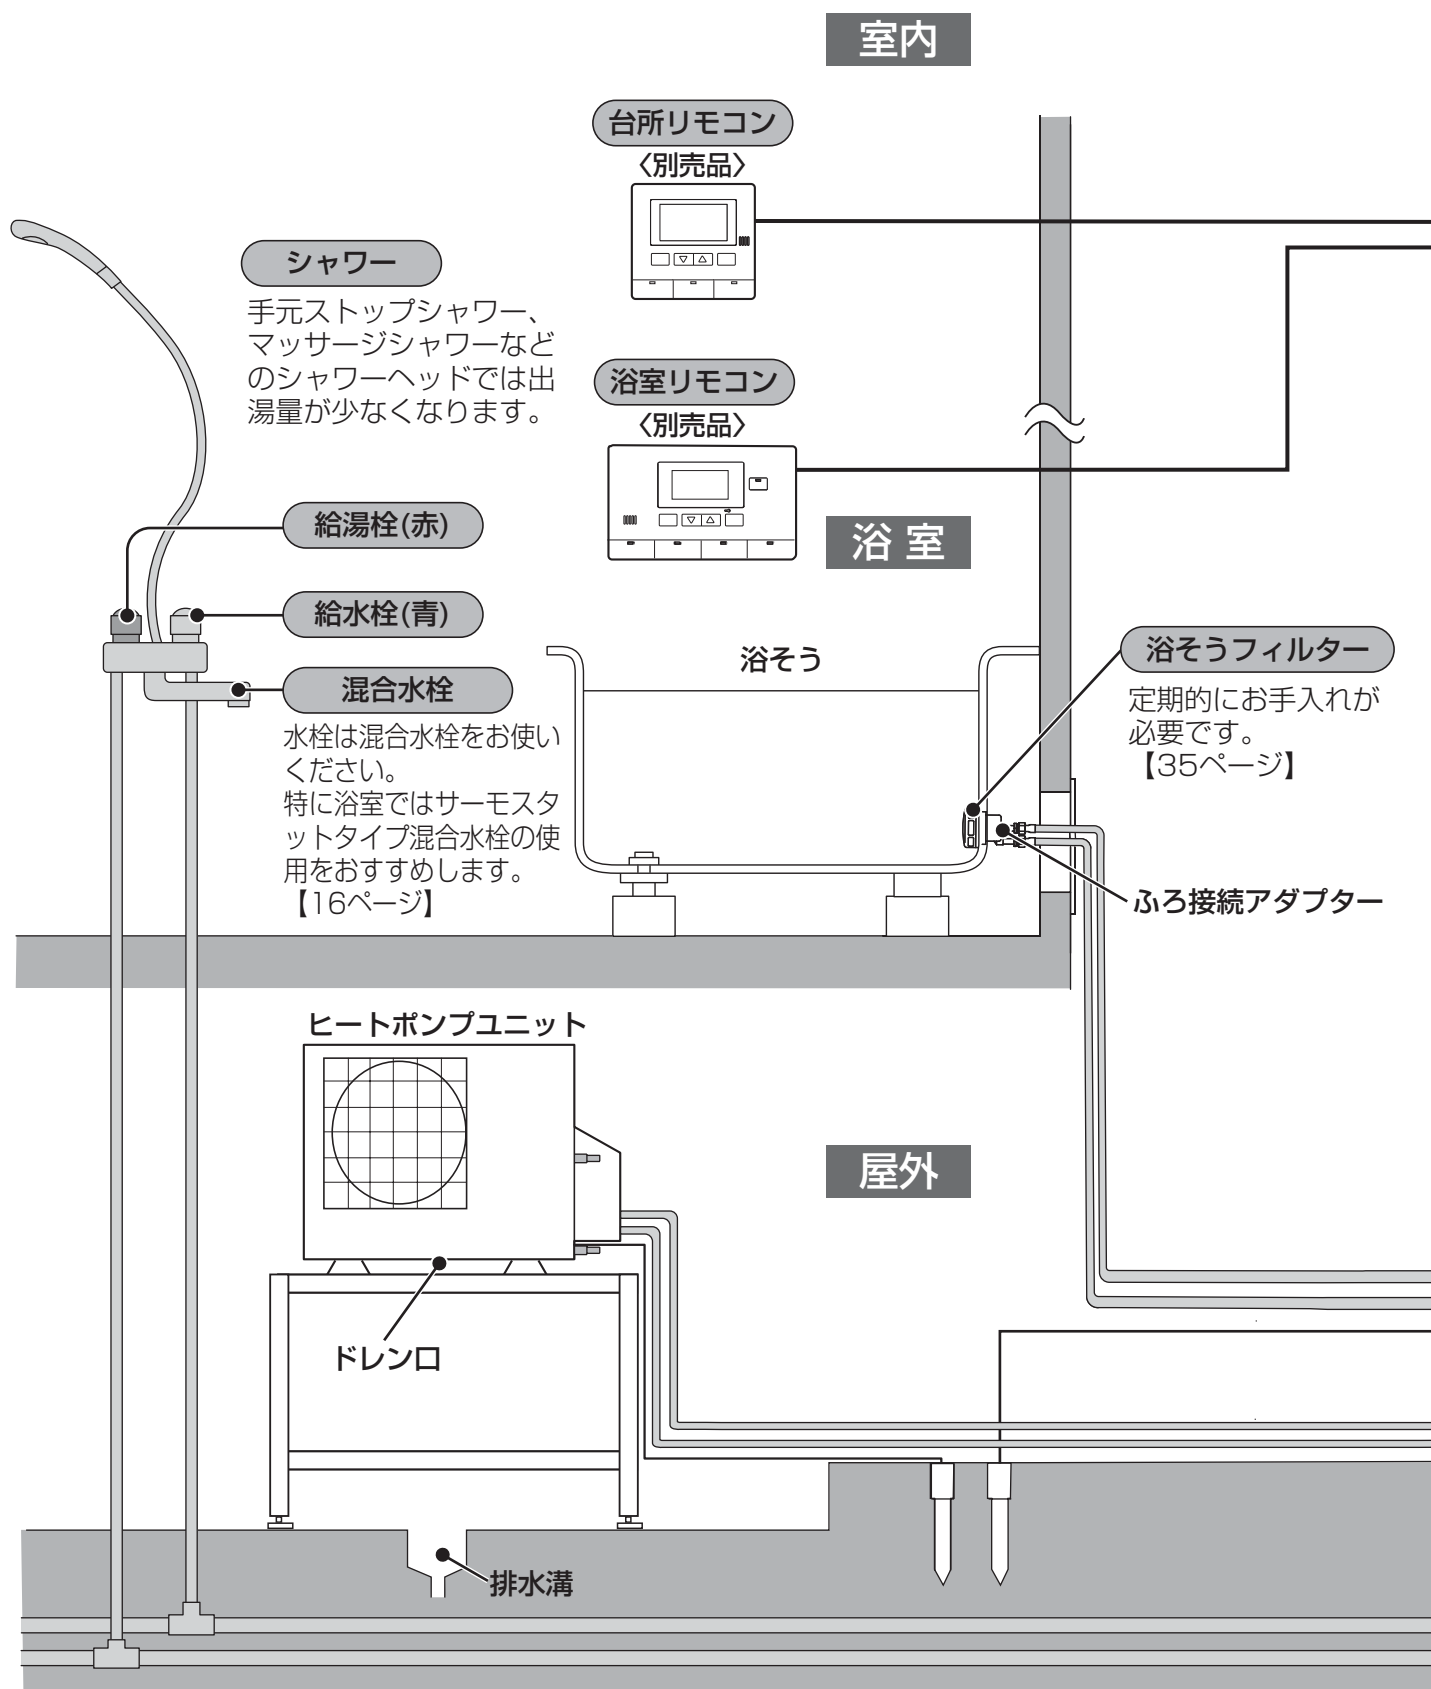 室内
台所リモコン
〈別売品〉
シャワー
手元ストップシャワー、
マッサージシャワーなど
のシャワーヘッドでは出
湯量が少なくなります。
浴室リモコン
〈別売品〉
給湯栓(赤)
浴室
給水栓(青)
浴そう
浴そうフィルター
定期的にお手入れが
必要です。
【35ページ】
混合水栓
水栓は混合水栓をお使い
ください。
特に浴室ではサーモスタ
ットタイプ混合水栓の使
用をおすすめします。
【16ページ】
ふろ接続アダプター
ヒートポンプユニット
屋外
ドレン口
排水溝